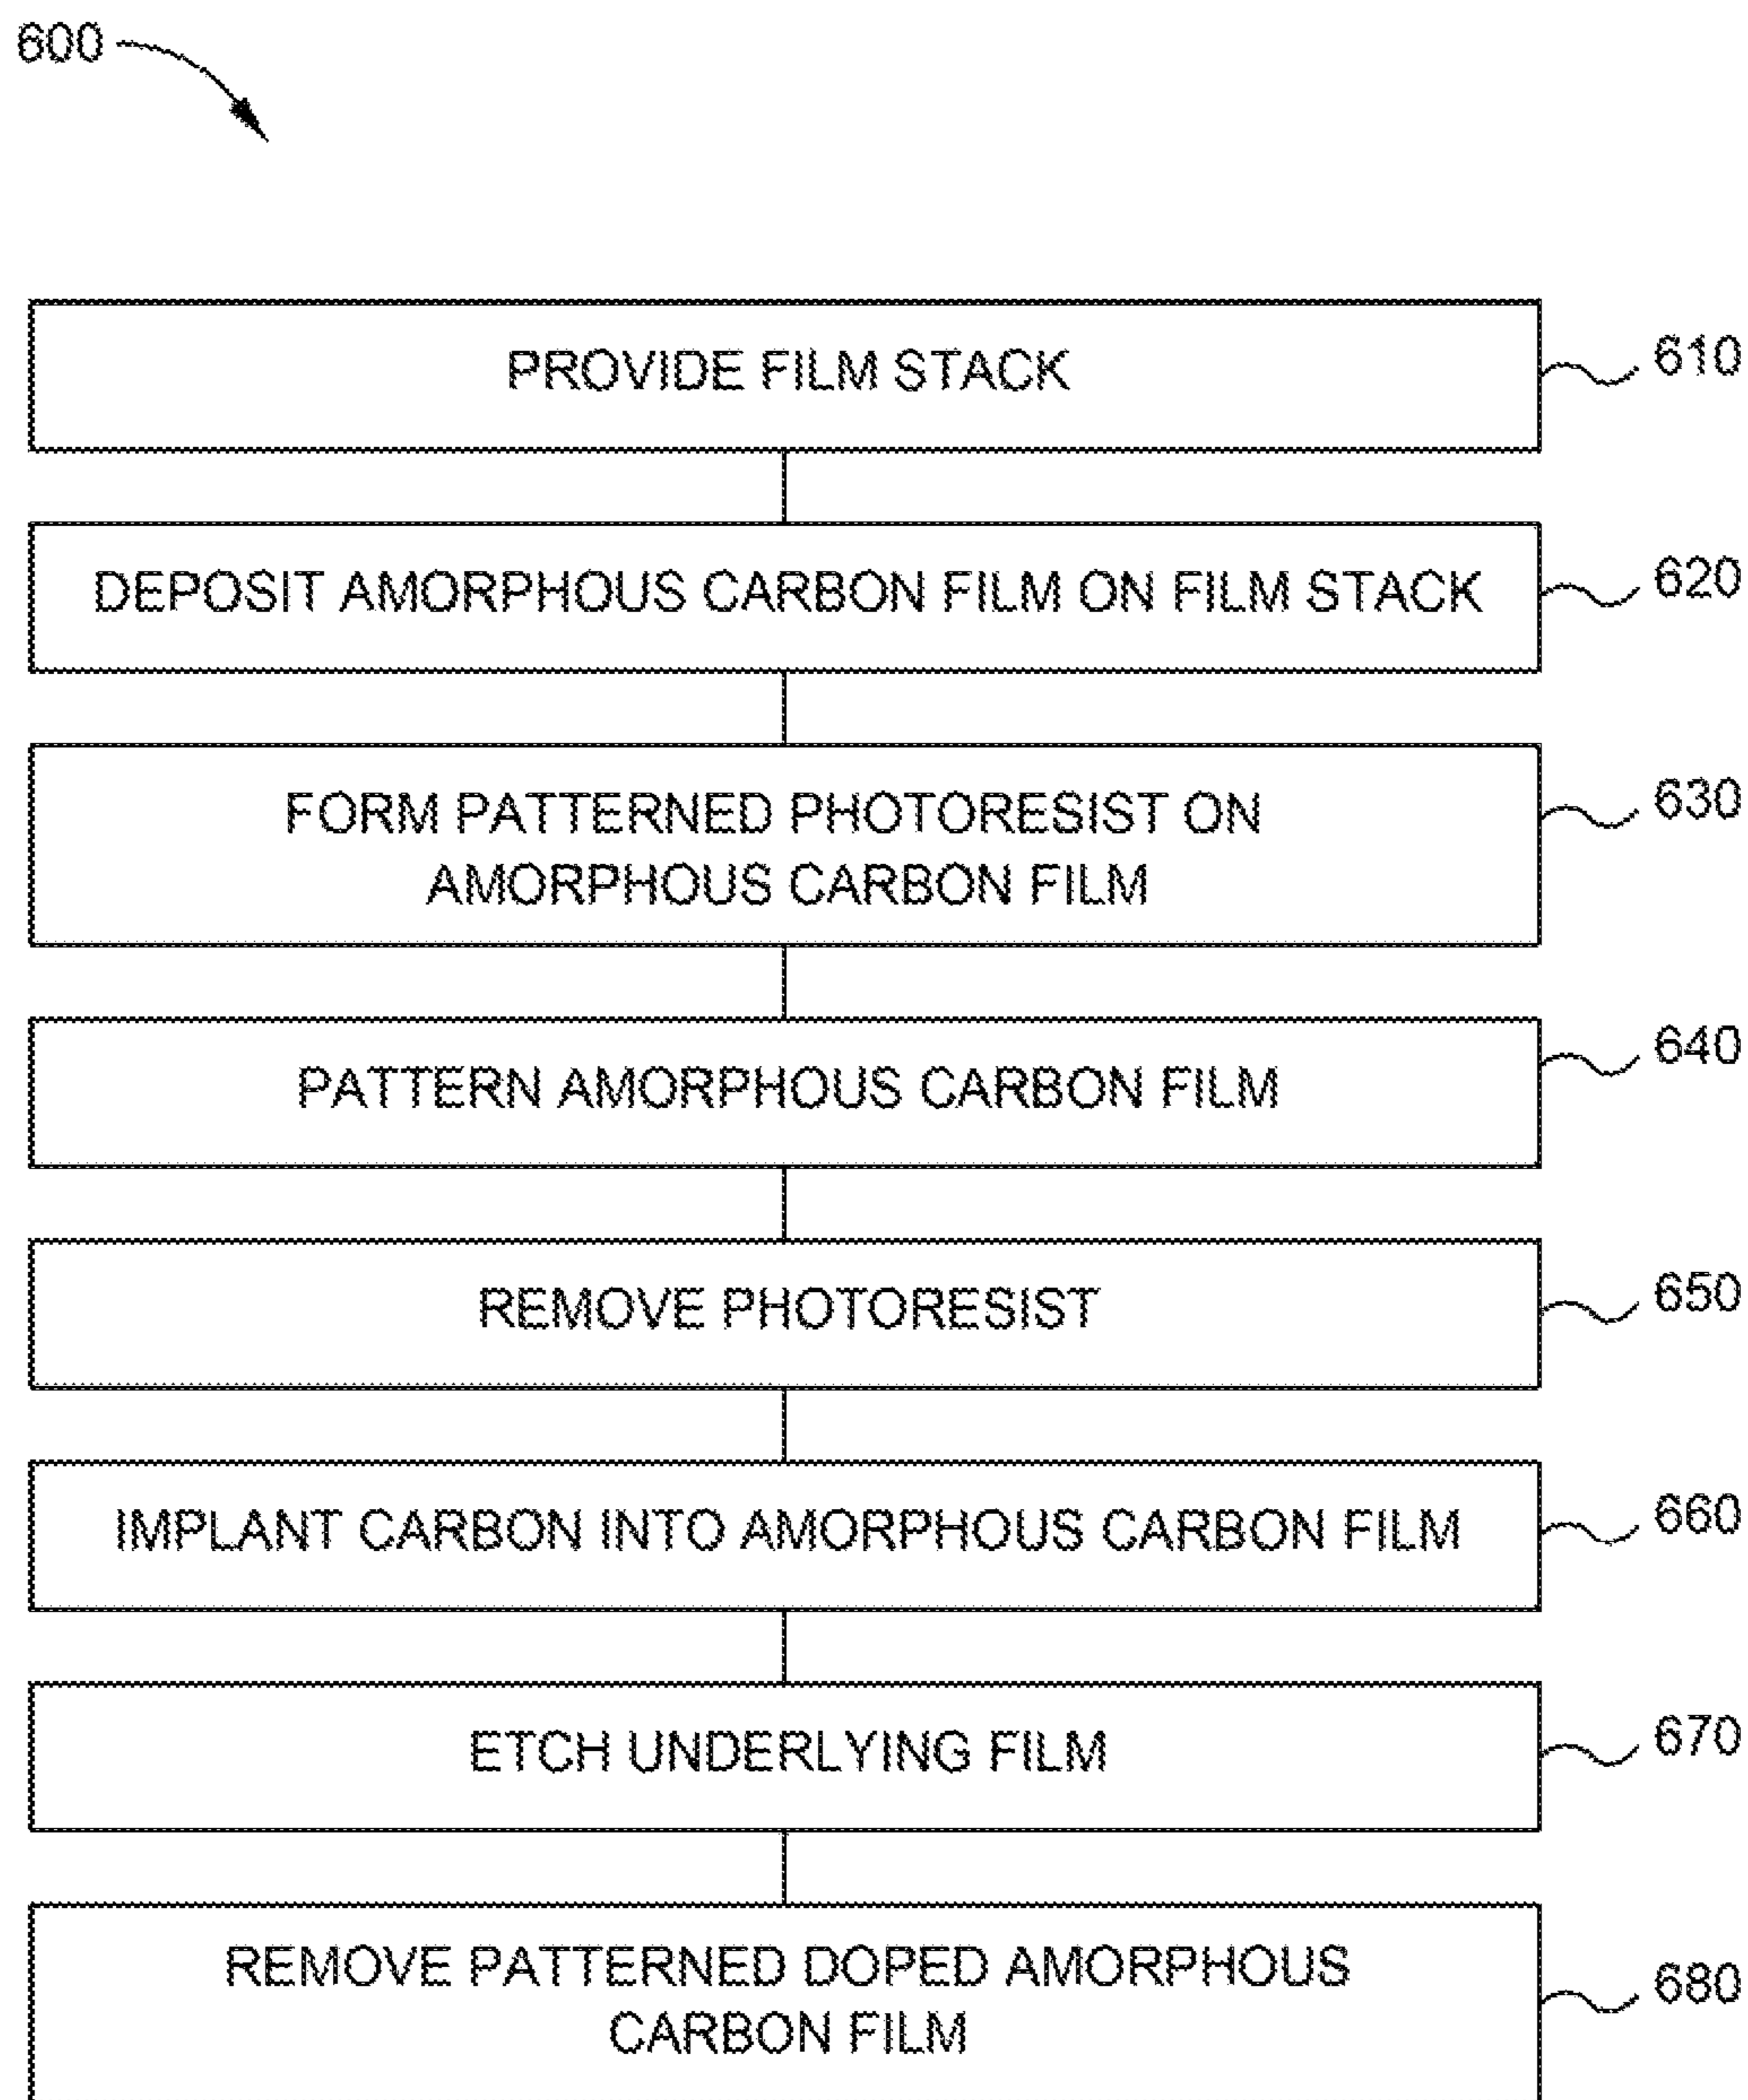 600
PROVIDE FILM STACK
610
DEPOSIT AMORPHOUS CARBON FILM ON FILM STACK
620
FORM PATTERNED PHOTORESIST ON
AMORPHOUS CARBON FILM
630
PATTERN AMORPHOUS CARBON FILM
640
REMOVE PHOTORESIST
650
IMPLANT CARBON INTO AMORPHOUS CARBON FILM
660
ETCH UNDERLYING FILM
670
REMOVE PATTERNED DOPED AMORPHOUS
CARBON FILM
680